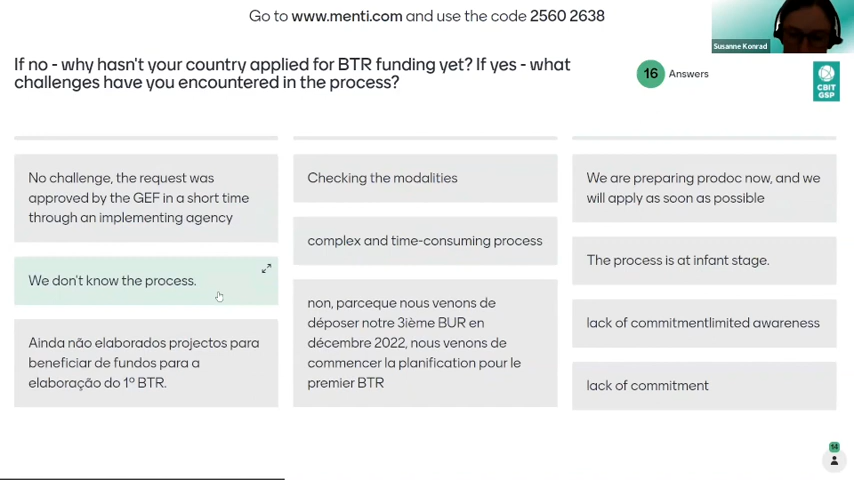 Go to www.menti.com and use the code 2560 2638
Susanne Konrad
If no - why hasn't your country applied for BTR funding yet? If yes - what
challenges have you encountered in the process?
16 Answers
CBIT
GSP
No challenge, the request was
approved by the GEF in a short time
through an implementing agency
We don't know the process.
Ainda não elaborados projectos para
beneficiar de fundos para a
elaboração do 1º BTR.
Checking the modalities
complex and time-consuming process
non, parceque nous venons de
déposer notre 3ième BUR en
décembre 2022, nous venons de
commencer la planification pour le
premier BTR
We are preparing prodoc now, and we
will apply as soon as possible
The process is at infant stage.
lack of commitmentlimited awareness
lack of commitment
14